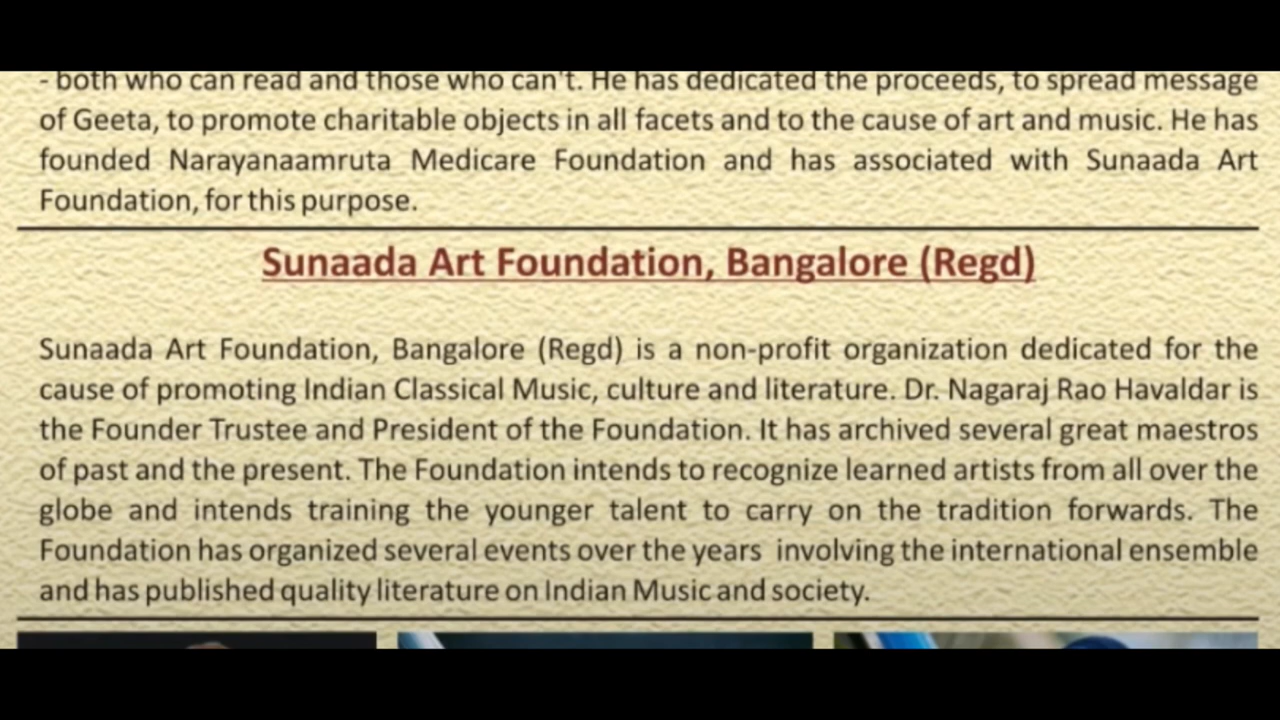 - both who can read and those who can't. He has dedicated the proceeds, to spread message
of Geeta, to promote charitable objects in all facets and to the cause of art and music. He has
founded Narayanaamruta Medicare Foundation and has associated with Sunaada Art
Foundation, for this purpose.
Sunaada Art Foundation, Bangalore (Regd)
Sunaada Art Foundation, Bangalore (Regd) is a non-profit organization dedicated for the
cause of promoting Indian Classical Music, culture and literature. Dr. Nagaraj Rao Havaldar is
the Founder Trustee and President of the Foundation. It has archived several great maestros
of past and the present. The Foundation intends to recognize learned artists from all over the
globe and intends training the younger talent to carry on the tradition forwards. The
Foundation has organized several events over the years involving the international ensemble
and has published quality literature on Indian Music and society.